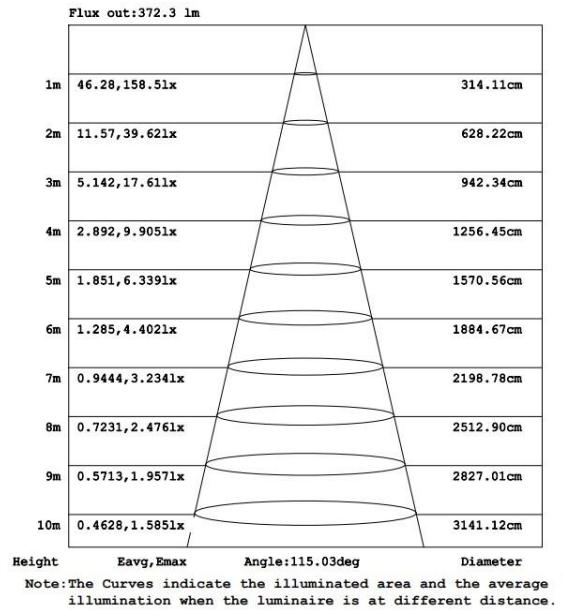 Flux out:372.3 lm
1m 46.28,158.5lx 314.11cm
2m 11.57,39.62lx 628.22cm
3m 5.142,17.61lx 942.34cm
4m 2.892,9.905lx 1256.45cm
5m 1.851,6.339lx 1570.56cm
6m 1.285,4.402lx 1884.67cm
7m 0.9444,3.234lx 2198.78cm
8m 0.7231,2.476lx 2512.90cm
9m 0.5713,1.957lx 2827.01cm
10m 0.4628,1.585lx 3141.12cm
Height Eavg,Emax Angle:115.03deg Diameter
Note:The Curves indicate the illuminated area and the average
illumination when the luminaire is at different distance.